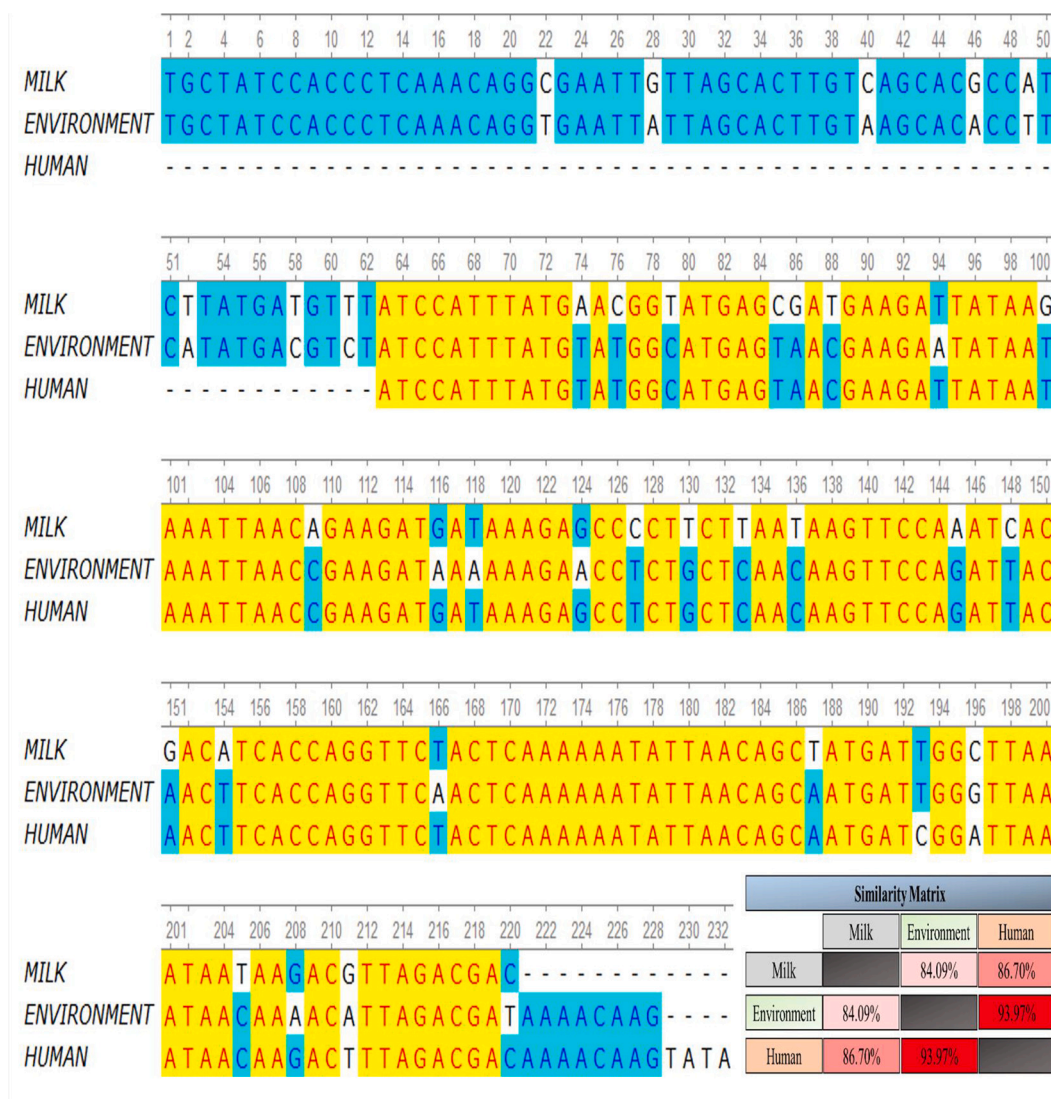 1 2 4 6 8 10 12 14 16 18 20 22 24 26 28 30 32 34 36 38 40 42 44 46 48 50
MILK TGCTATCCACCCTCAAACAGGCGAATTGTTAGCACTTGTCAGCACGCCAT
ENVIRONMENT TGCTATCCACCCTCAAACAGGTGAATTATTAGCACTTGTAAGCACACCTT
HUMAN --------------------------------------------------
51 54 56 58 60 62 64 66 68 70 72 74 76 78 80 82 84 86 88 90 92 94 96 98 100
MILK CTTATGATGTTTATCCATTTATGAACGGTATGAGCGATGAAGATTATAAG
ENVIRONMENT CATATGACGTCTATCCATTTATGTATGGCATGAGTAACGAAGAATATAAT
HUMAN ------------ATCCATTTATGTATGGCATGAGTAACGAAGATTATAAT
101 104 106 108 110 112 114 116 118 120 122 124 126 128 130 132 134 136 138 140 142 144 146 148 150
MILK AAATTAACAGAAGATGATAAAGAGCCCCTTCTTAATAAGTTCCAAATCAC
ENVIRONMENT AAATTAACCGAAGATAAAAAAGAACCTCTGCTCAACAAGTTCCAGATTAC
HUMAN AAATTAACCGAAGATGATAAAGAGCCTCTGCTCAACAAGTTCCAGATTAC
151 154 156 158 160 162 164 166 168 170 172 174 176 178 180 182 184 186 188 190 192 194 196 198 200
MILK GACATCACCAGGTTCTACTCAAAAAATATTAACAGCTATGATTGGCTTAA
ENVIRONMENT AACTTCACCAGGTTCAACTCAAAAAATATTAACAGCAATGATTGGGTTAA
HUMAN AACTTCACCAGGTTCTACTCAAAAAATATTAACAGCAATGATCGGATTAA
201 204 206 208 210 212 214 216 218 220 222 224 226 228 230 232
MILK ATAATAAGACGTTAGACGAC------------
ENVIRONMENT ATAACAAAACATTAGACGATAAAACAAG----
HUMAN ATAACAAGACTTTAGACGACAAAACAAGTATA
Similarity Matrix
Milk Environment Human
Milk 84.09% 86.70%
Environment 84.09% 93.97%
Human 86.70% 93.97%